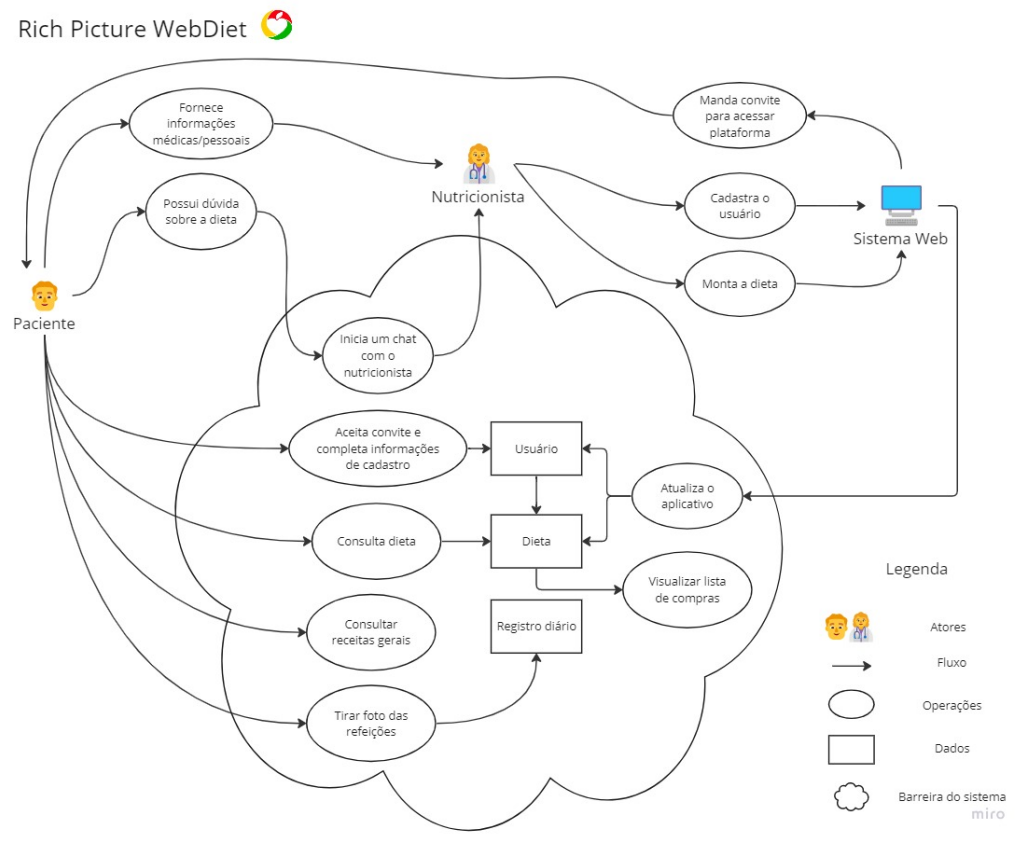 Rich Picture WebDiet
Manda convite
para acessar
plataforma
Fornece
informações
médicas/pessoais
Nutricionista
Possui dúvida
sobre a dieta
Cadastra o
usuário
Sistema Web
Monta a dieta
Paciente
Inicia um chat
com o
nutricionista
Aceita convite e
completa informações
de cadastro
Usuário
Atualiza o
aplicativo
Consulta dieta
Dieta
Visualizar lista
de compras
Consultar
receitas gerais
Registro diário
Tirar foto das
refeições
Legenda
Atores
Fluxo
Operações
Dados
Barreira do sistema
miro